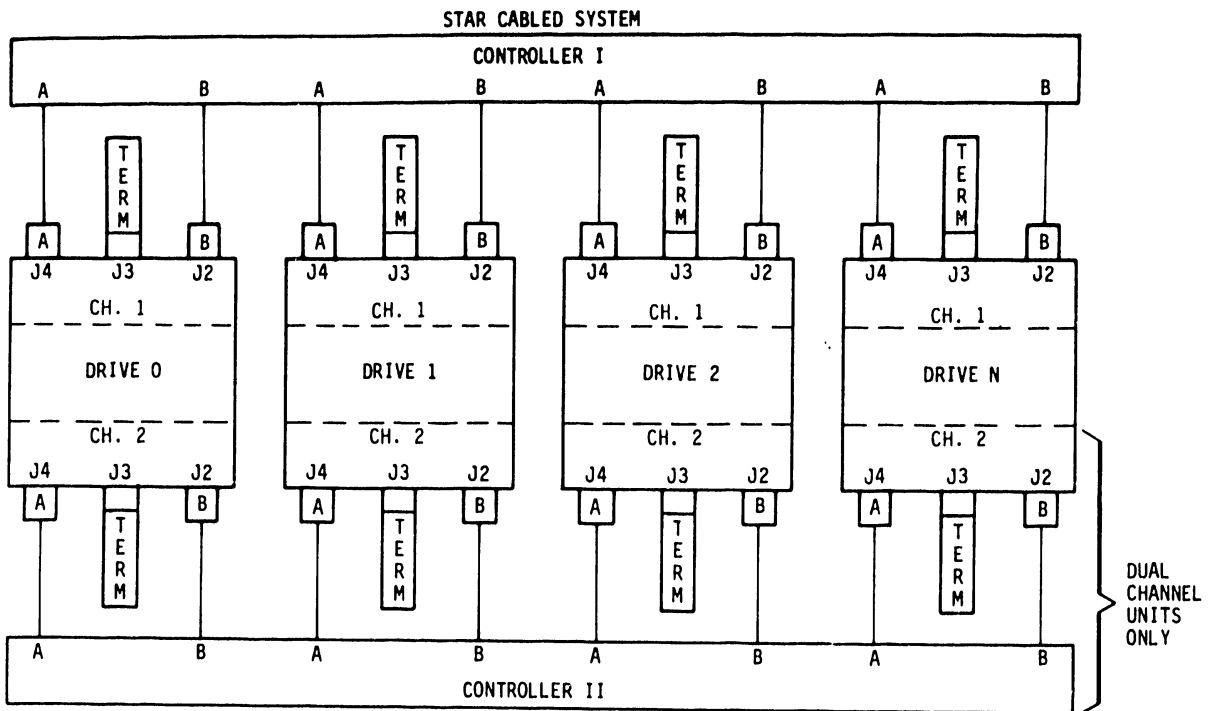 STAR CABLED SYSTEM
CONTROLLER I
A B A B A B A B
TERM TERM TERM TERM
A B A B A B A B
J4 J3 J2 J4 J3 J2 J4 J3 J2 J4 J3 J2
CH. 1 CH. 1 CH. 1 CH. 1
DRIVE 0 DRIVE 1 DRIVE 2 DRIVE N
CH. 2 CH. 2 CH. 2 CH. 2
J4 J3 J2 J4 J3 J2 J4 J3 J2 J4 J3 J2
A B A B A B A B
TERM TERM TERM TERM
DUAL
CHANNEL
UNITS
ONLY
A B A B A B A B
CONTROLLER II